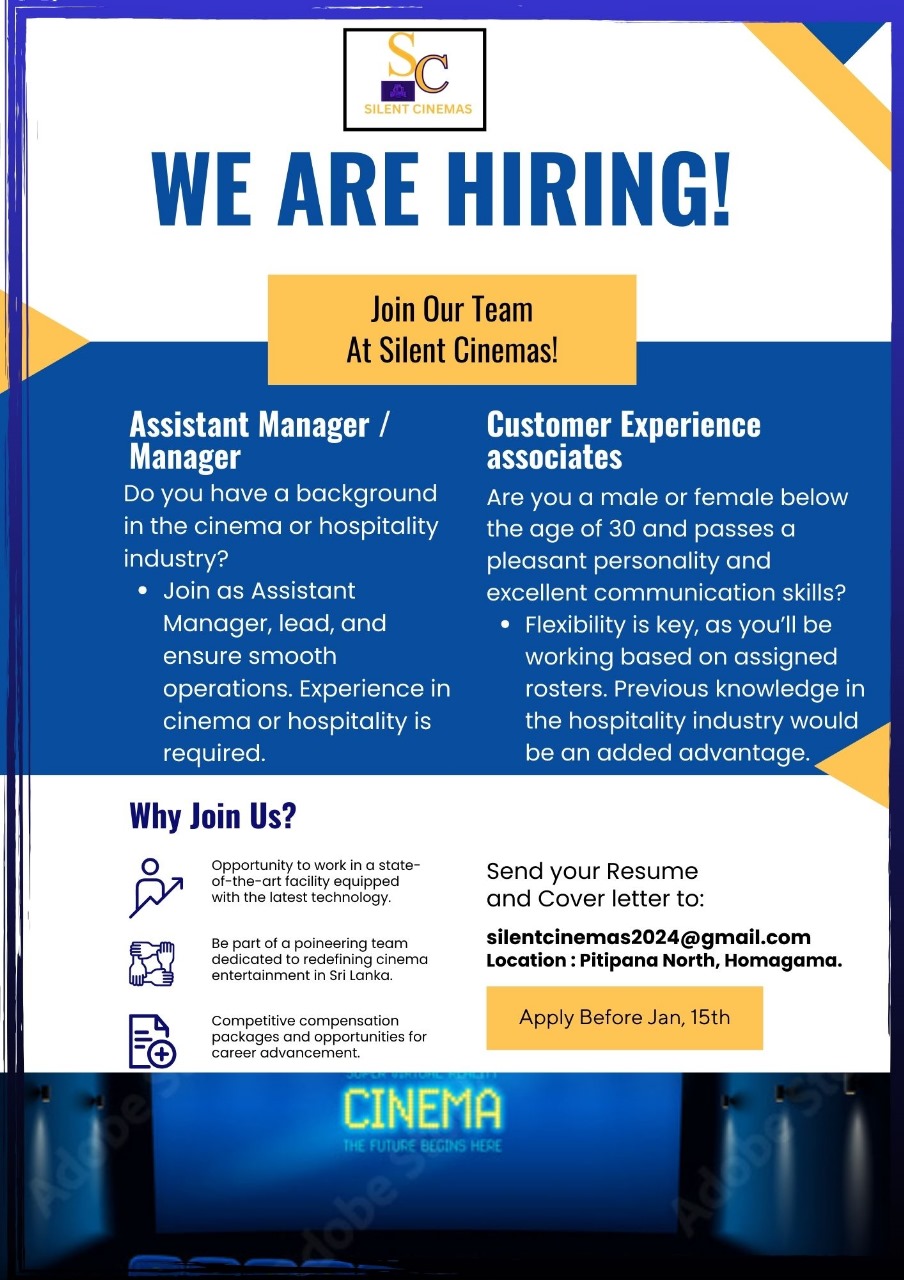 SC
SILENT CINEMAS
WE ARE HIRING!
Join Our Team
At Silent Cinemas!
Assistant Manager /
Manager
Do you have a background
in the cinema or hospitality
industry?
• Join as Assistant
Manager, lead, and
ensure smooth
operations. Experience in
cinema or hospitality is
required.
Customer Experience
associates
Are you a male or female below
the age of 30 and passes a
pleasant personality and
excellent communication skills?
• Flexibility is key, as you’ll be
working based on assigned
rosters. Previous knowledge in
the hospitality industry would
be an added advantage.
Why Join Us?
Opportunity to work in a state-
of-the-art facility equipped
with the latest technology.
Be part of a poineering team
dedicated to redefining cinema
entertainment in Sri Lanka.
Competitive compensation
packages and opportunities for
career advancement.
Send your Resume
and Cover letter to:
silentcinemas2024@gmail.com
Location : Pitipana North, Homagama.
Apply Before Jan, 15th
CINEMA
THE FUTURE BEGINS HERE
Adobe St
Adobe St
Adobe St